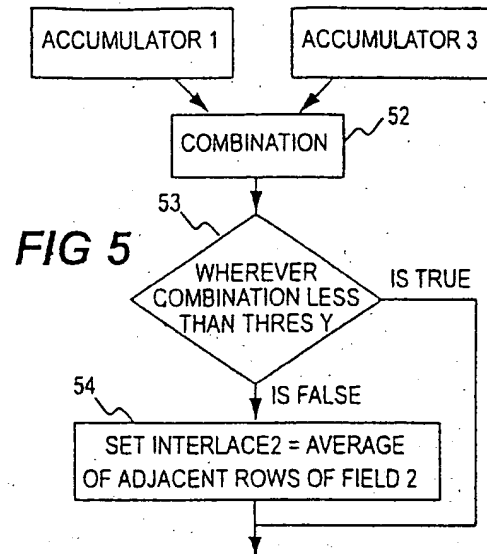 ACCUMULATOR 1
ACCUMULATOR 3
COMBINATION
52
53
FIG 5
WHEREVER
COMBINATION LESS
THAN THRES Y
IS TRUE
IS FALSE
54
SET INTERLACE2 = AVERAGE
OF ADJACENT ROWS OF FIELD 2